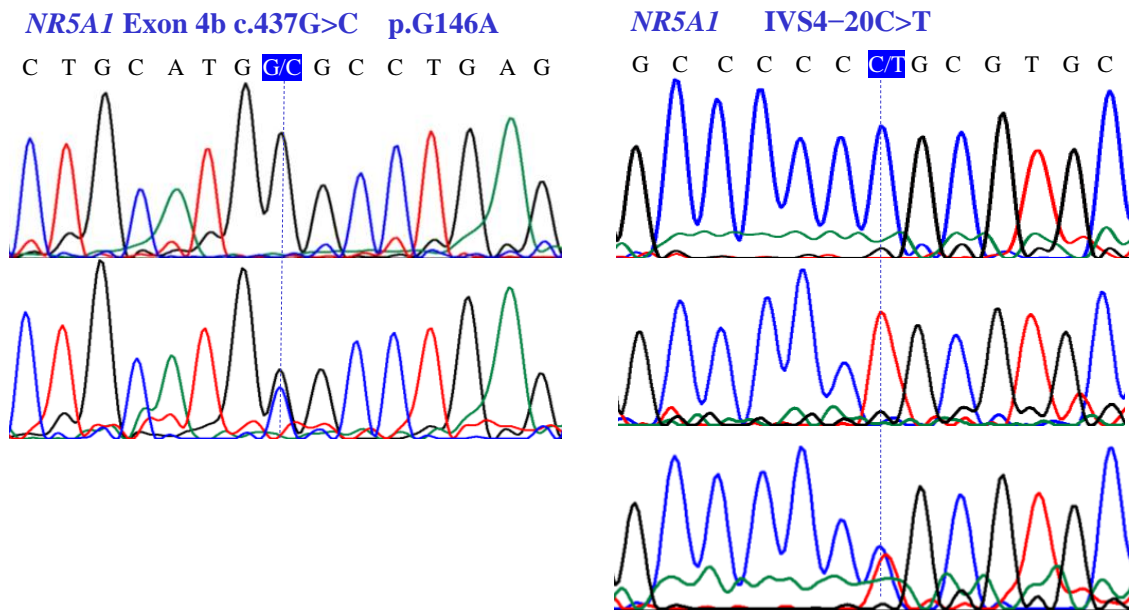 NR5A1 Exon 4b c.437G>C p.G146A
C T G C A T G G/C G C C T G A G
NR5A1 IVS4−20C>T
G C C C C C C/T G C G T G C